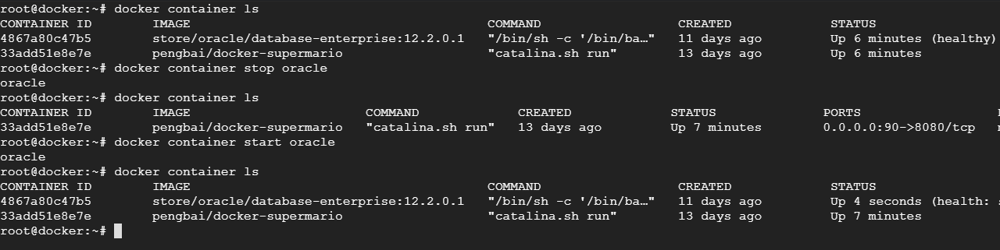 root@docker:~# docker container ls
CONTAINER ID        IMAGE                                       COMMAND                  CREATED             STATUS
4867a80c47b5        store/oracle/database-enterprise:12.2.0.1   "/bin/sh -c '/bin/ba…"   11 days ago         Up 6 minutes (healthy)
33add51e8e7e        pengbai/docker-supermario                   "catalina.sh run"        13 days ago         Up 6 minutes
root@docker:~# docker container stop oracle
oracle
root@docker:~# docker container ls
CONTAINER ID        IMAGE                       COMMAND             CREATED             STATUS              PORTS
33add51e8e7e        pengbai/docker-supermario   "catalina.sh run"   13 days ago         Up 7 minutes        0.0.0.0:90->8080/tcp
root@docker:~# docker container start oracle
oracle
root@docker:~# docker container ls
CONTAINER ID        IMAGE                                       COMMAND                  CREATED             STATUS
4867a80c47b5        store/oracle/database-enterprise:12.2.0.1   "/bin/sh -c '/bin/ba…"   11 days ago         Up 4 seconds (health:
33add51e8e7e        pengbai/docker-supermario                   "catalina.sh run"        13 days ago         Up 7 minutes
root@docker:~#